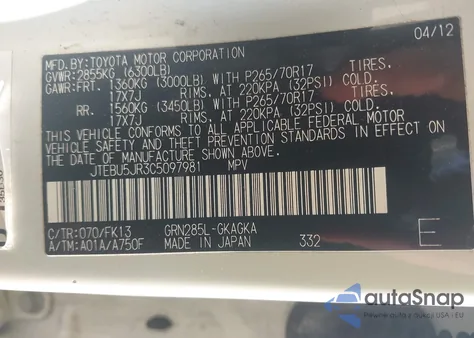 04/12
MFD.BY:TOYOTA MOTOR CORPORATION
GVWR:2855KG (6300LB)
GAWR:FRT. 1360KG (3000LB) WITH P265/70R17 TIRES.
17X7J RIMS, AT 220KPA (32PSI) COLD.
RR. 1560KG (3450LB) WITH P265/70R17 TIRES.
17X7J RIMS, AT 220KPA (32PSI) COLD.
THIS VEHICLE CONFORMS TO ALL APPLICABLE FEDERAL MOTOR
VEHICLE SAFETY AND THEFT PREVENTION STANDARDS IN EFFECT
ON THE DATE OF MANUFACTURE SHOWN ABOVE.
JTEBU5JR3C5097981 MPV
C/TR:070/FK13 GRN285L-GKAGKA
A/TM:A01A/A750F MADE IN JAPAN 332 E
autaSnap